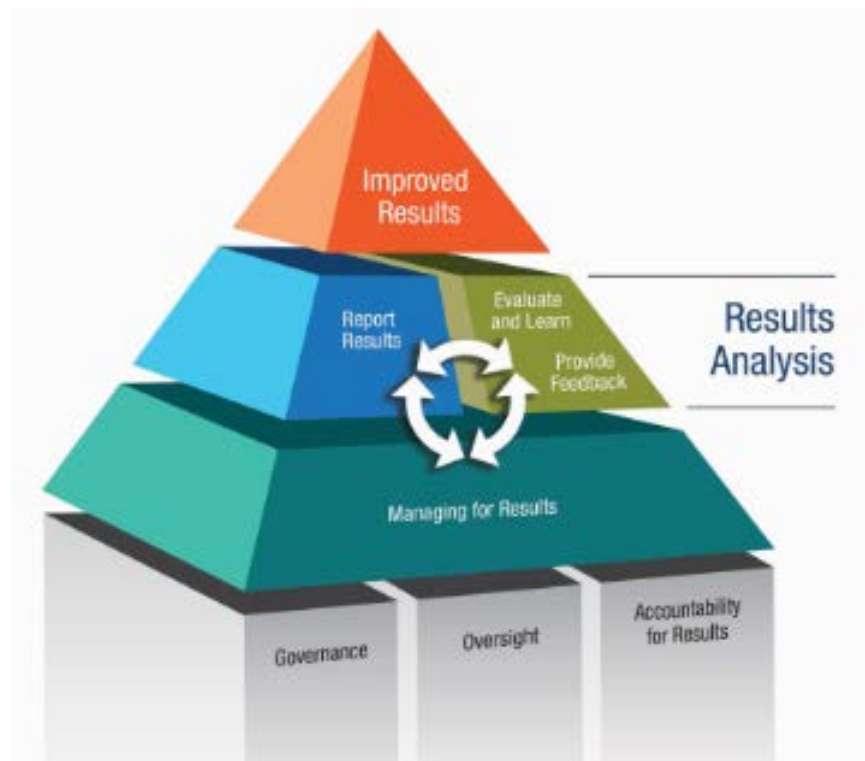 Improved
Results
Report
Results
Evaluate
and Learn
Provide
Feedback
Results
Analysis
Managing for Results
Governance
Oversight
Accountability
for Results